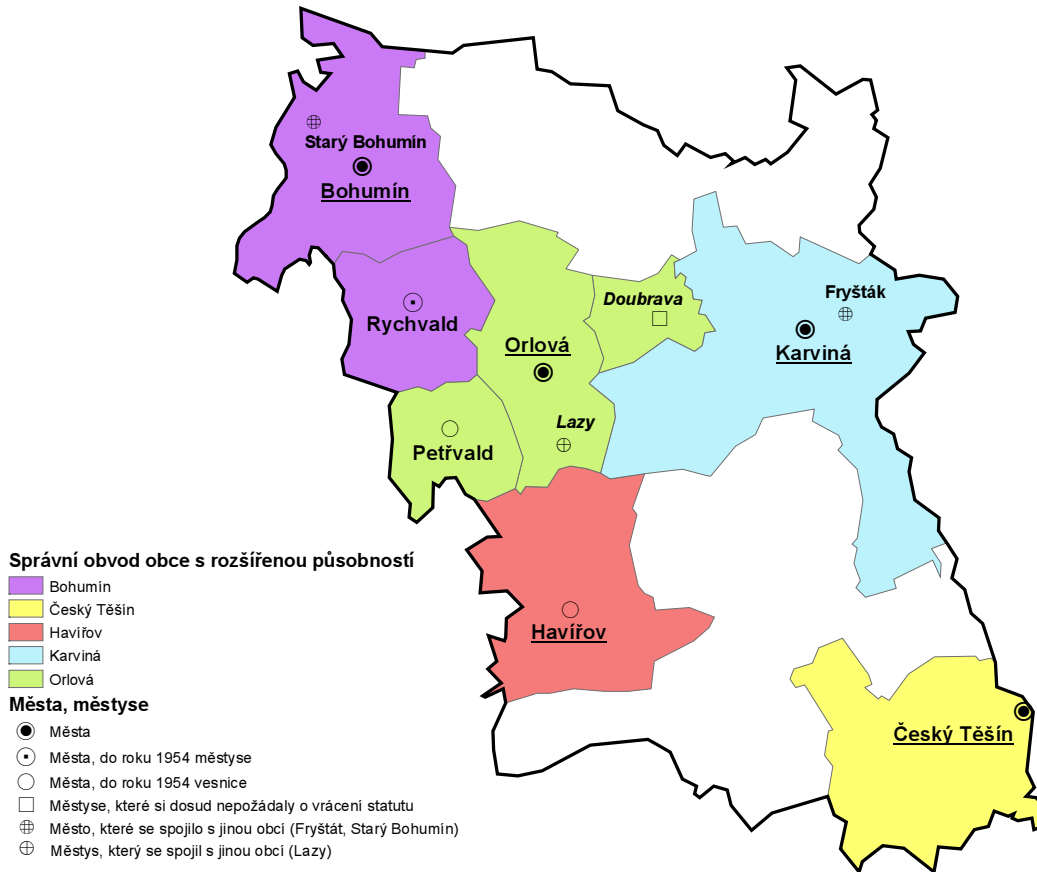 Starý Bohumín
Bohumín
Rychvald
Doubrava
Fryšták
Orlová
Karviná
Lazy
Petřvald
Havířov
Český Těšín
Správní obvod obce s rozšířenou působností
Bohumín
Český Těšín
Havířov
Karviná
Orlová
Města, městyse
Města
Města, do roku 1954 městyse
Města, do roku 1954 vesnice
Městyse, které si dosud nepožádaly o vrácení statutu
Město, které se spojilo s jinou obcí (Fryštát, Starý Bohumín)
Městys, který se spojil s jinou obcí (Lazy)